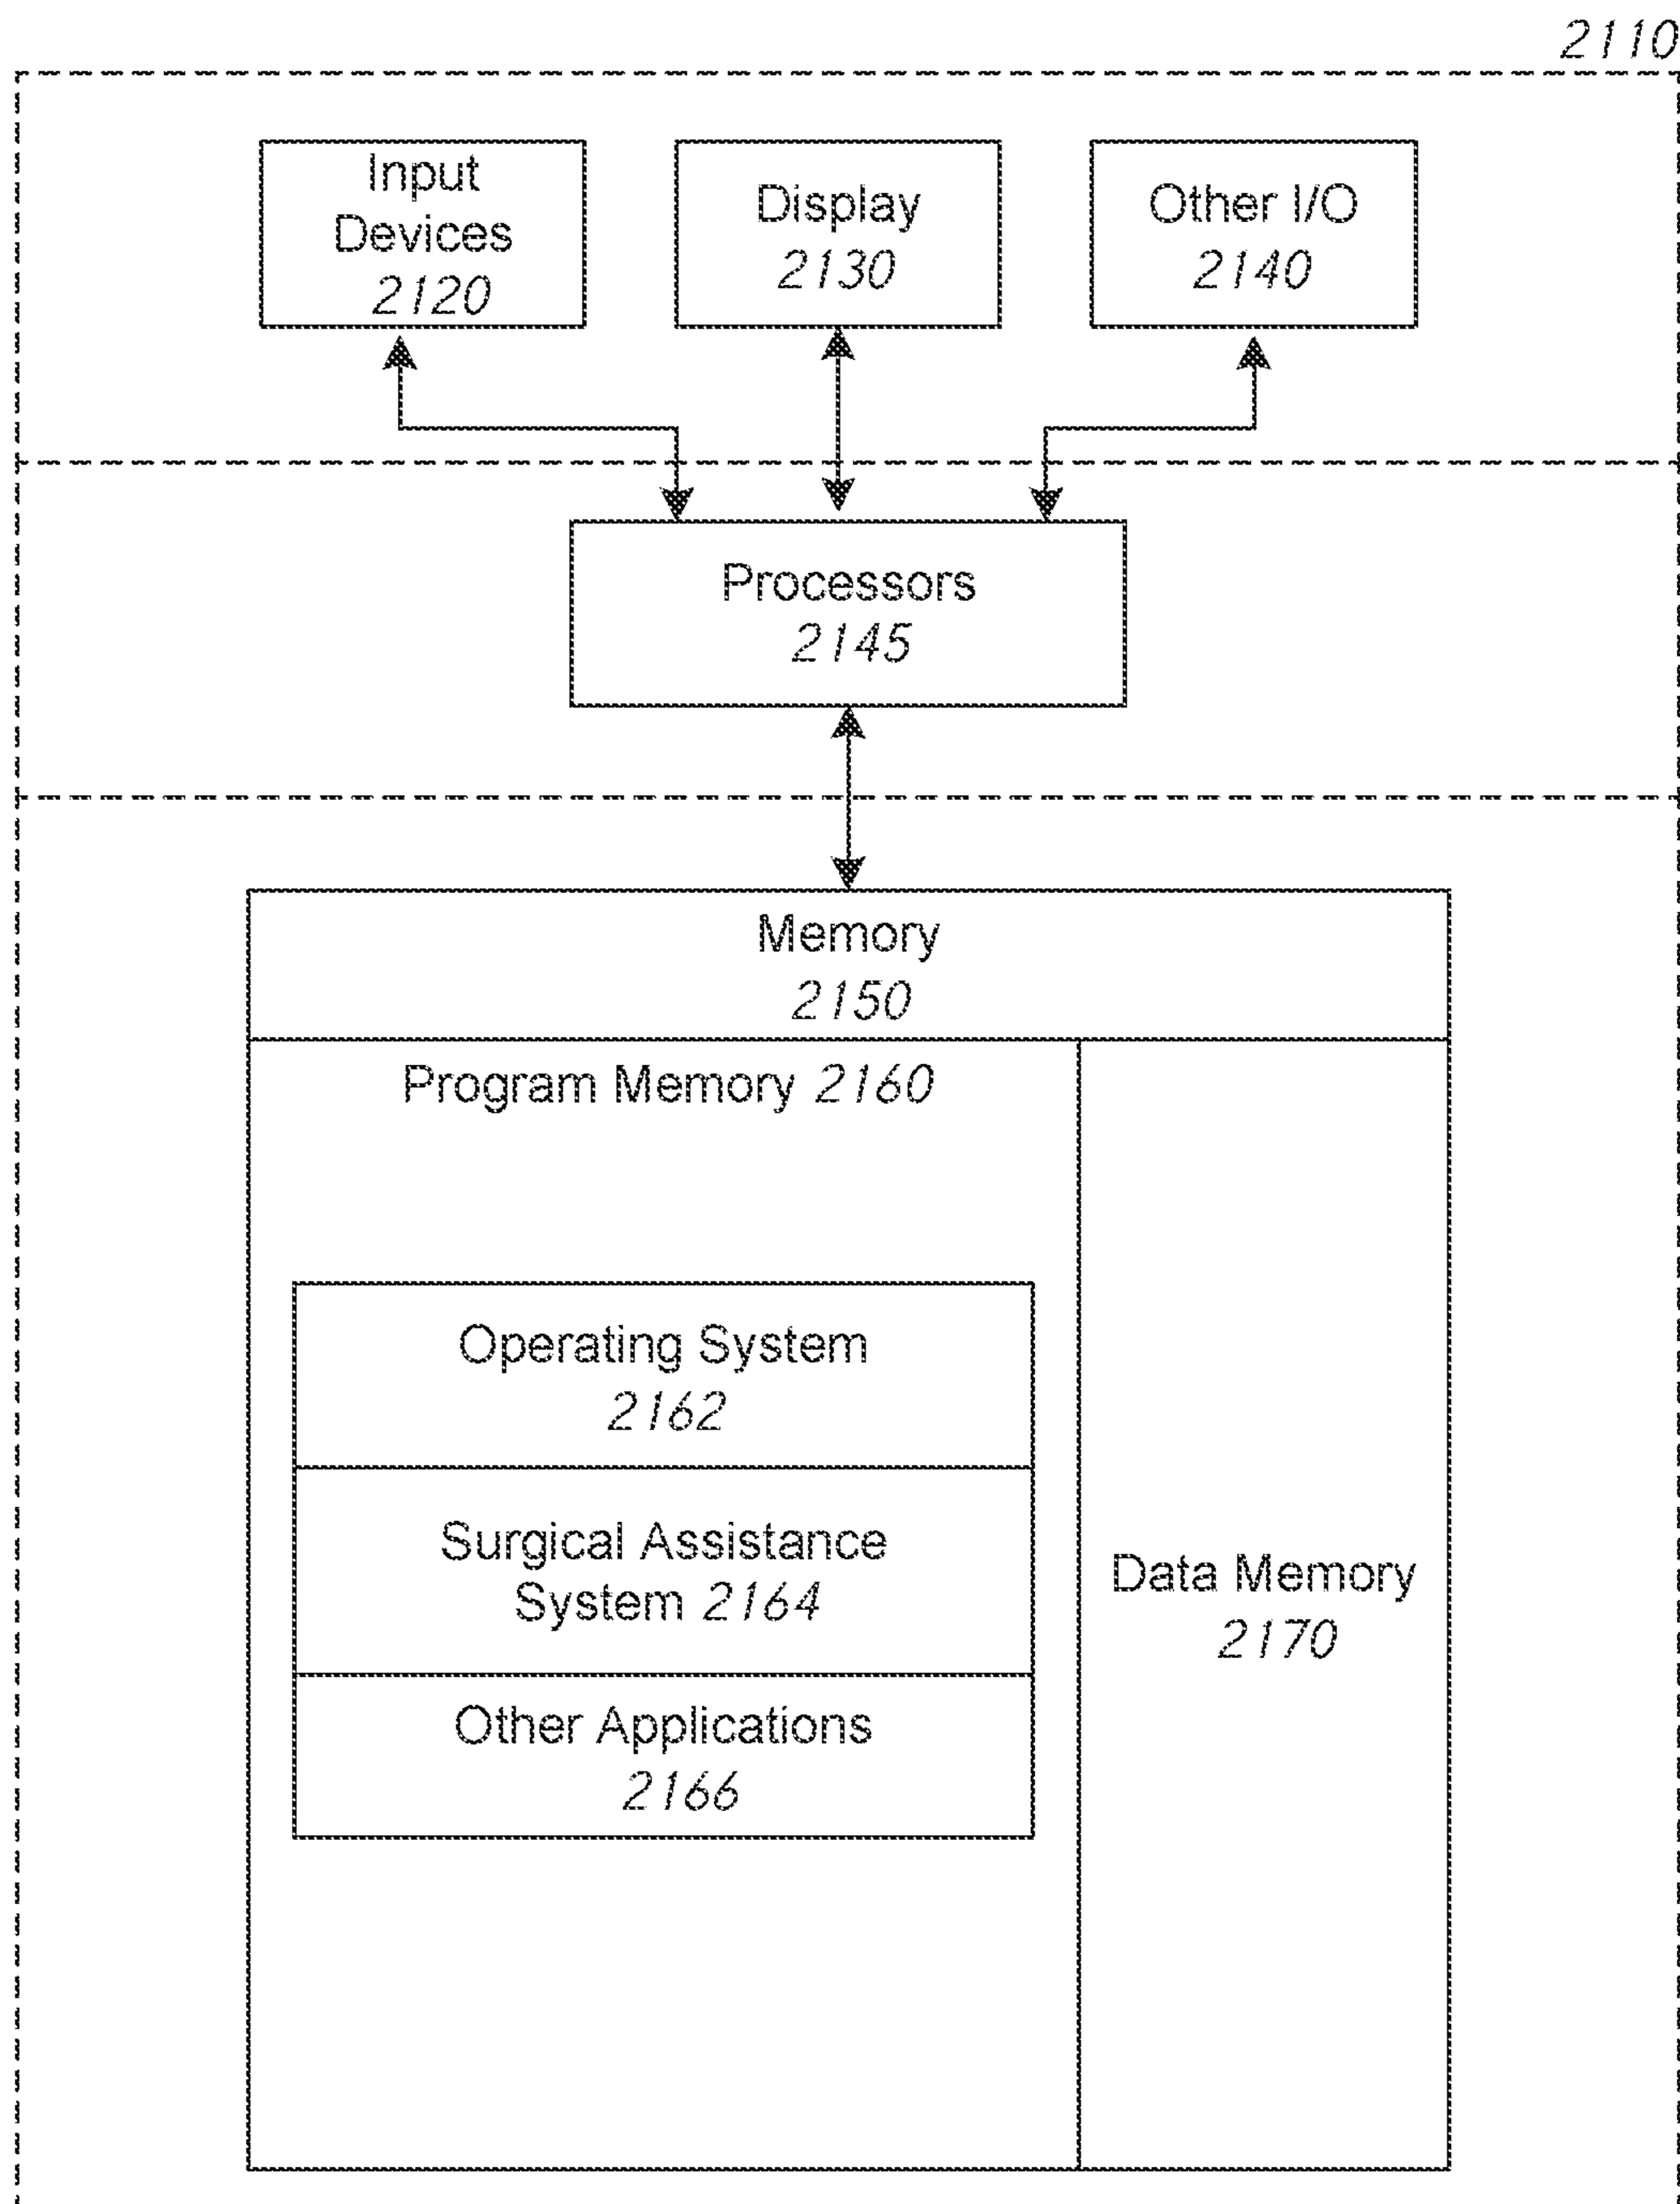 2110
Input
Devices
2120
Display
2130
Other I/O
2140
Processors
2145
Memory
2150
Program Memory 2160
Operating System
2162
Surgical Assistance
System 2164
Other Applications
2166
Data Memory
2170